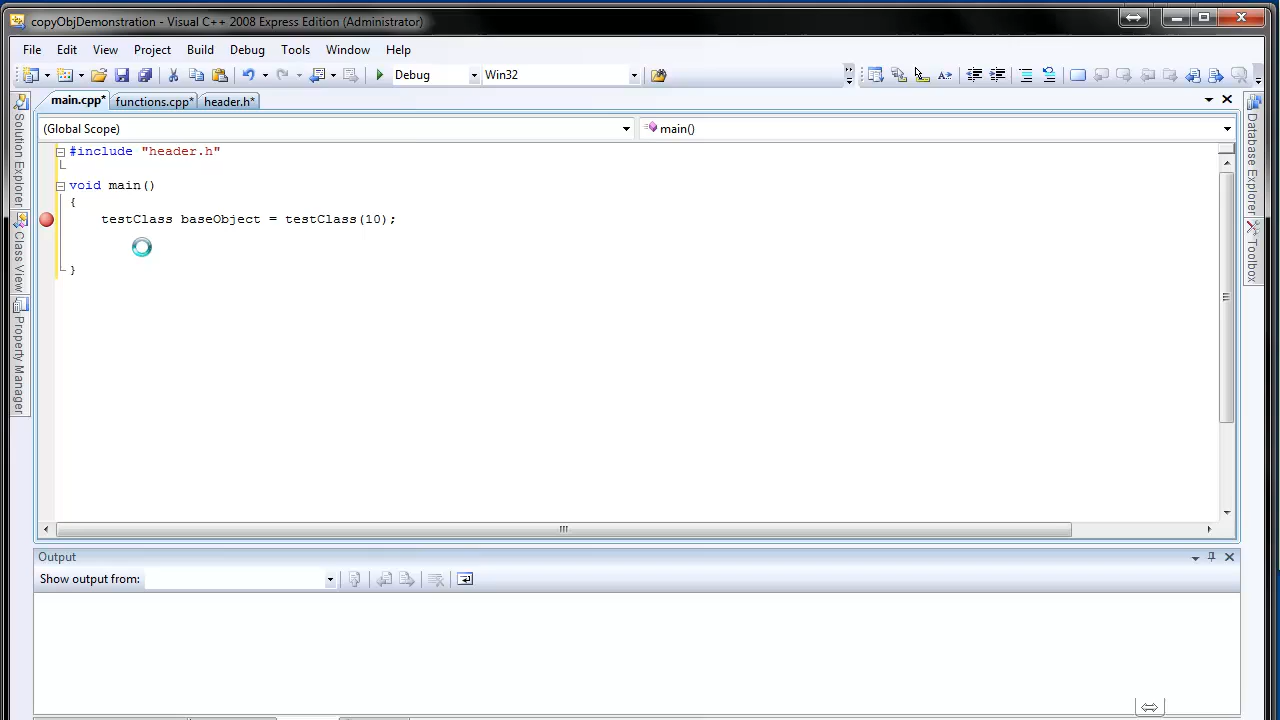 copyObjDemonstration - Visual C++ 2008 Express Edition (Administrator)
File Edit View Project Build Debug Tools Window Help
Debug Win32
main.cpp* functions.cpp* header.h*
(Global Scope) main()
#include "header.h"
void main()
{
testClass baseObject = testClass(10);
}
Solution Explorer
Class View
Property Manager
Database Explorer
Toolbox
Output
Show output from: